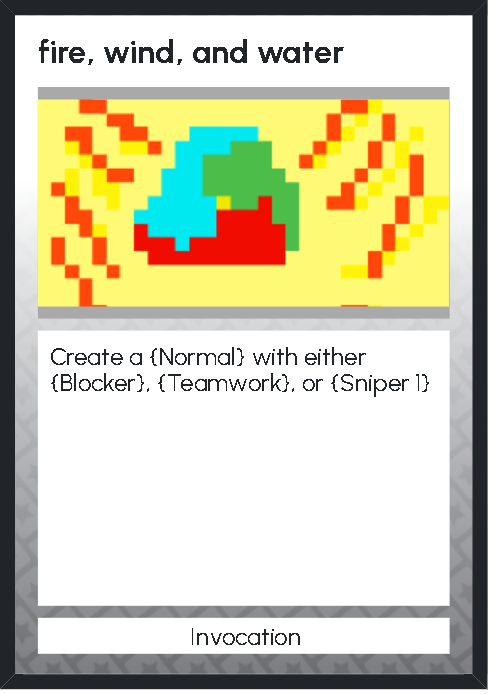 fire, wind, and water
Create a {Normal} with either
{Blocker}, {Teamwork}, or {Sniper 1}
Invocation